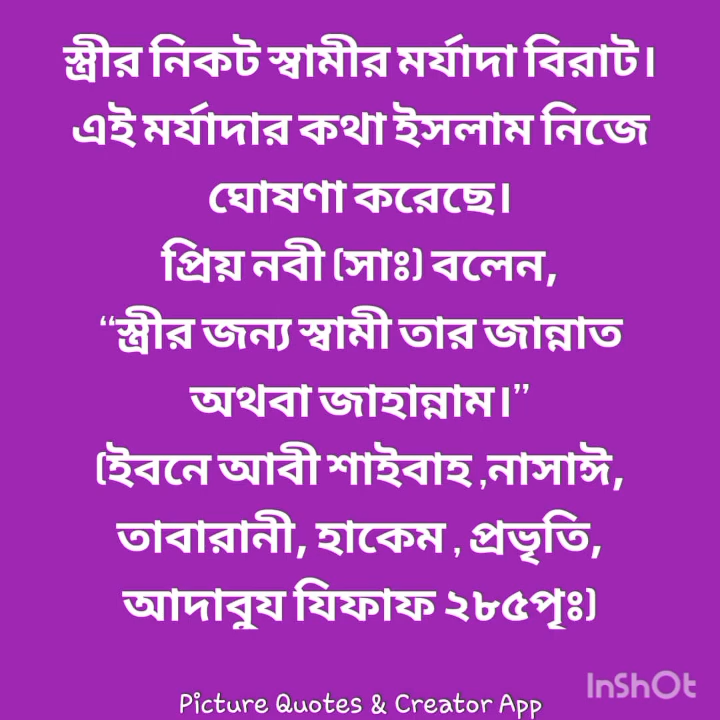 স্ত্রীর নিকট স্বামীর মর্যাদা বিরাট।
এই মর্যাদার কথা ইসলাম নিজে
ঘোষণা করেছে।
প্রিয় নবী (সাঃ) বলেন,
“স্ত্রীর জন্য স্বামী তার জান্নাত
অথবা জাহান্নাম।”
(ইবনে আবী শাইবাহ ,নাসাঈ,
তাবারানী, হাকেম , প্রভৃতি,
আদাবুয যিফাফ ২৮৫পৃঃ)
InShOt
Picture Quotes & Creator App